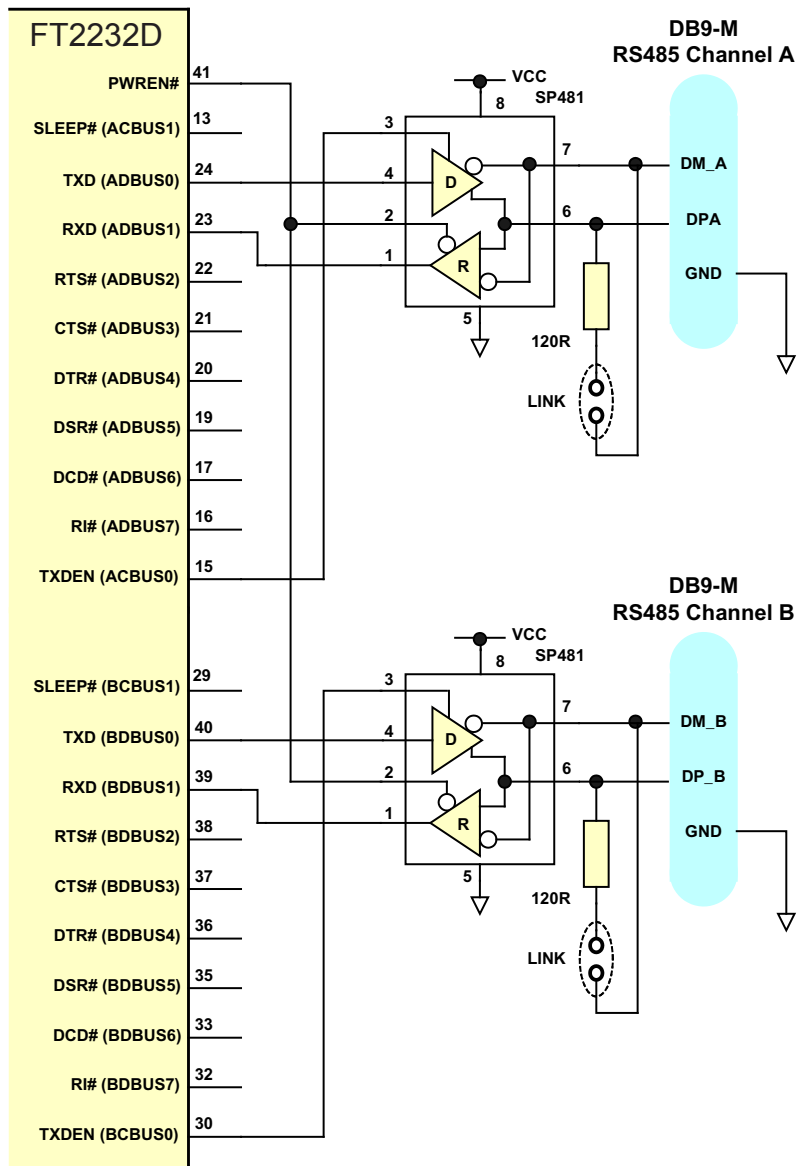 FT2232D
DB9-M
RS485 Channel A
PWREN# 41
VCC
SP481
8
SLEEP# (ACBUS1) 13
3
7
DM_A
TXD (ADBUS0) 24
4
D
RXD (ADBUS1) 23
2
6
DPA
1
R
RTS# (ADBUS2) 22
GND
CTS# (ADBUS3) 21
5
120R
DTR# (ADBUS4) 20
LINK
DSR# (ADBUS5) 19
DCD# (ADBUS6) 17
RI# (ADBUS7) 16
TXDEN (ACBUS0) 15
DB9-M
RS485 Channel B
VCC
SP481
8
SLEEP# (BCBUS1) 29
3
7
DM_B
TXD (BDBUS0) 40
4
D
RXD (BDBUS1) 39
2
6
DP_B
1
R
RTS# (BDBUS2) 38
GND
CTS# (BDBUS3) 37
5
120R
DTR# (BDBUS4) 36
LINK
DSR# (BDBUS5) 35
DCD# (BDBUS6) 33
RI# (BDBUS7) 32
TXDEN (BCBUS0) 30